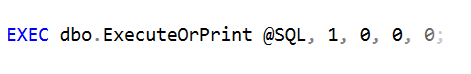 EXEC dbo.ExecuteOrPrint @SQL, 1, 0, 0, 0;